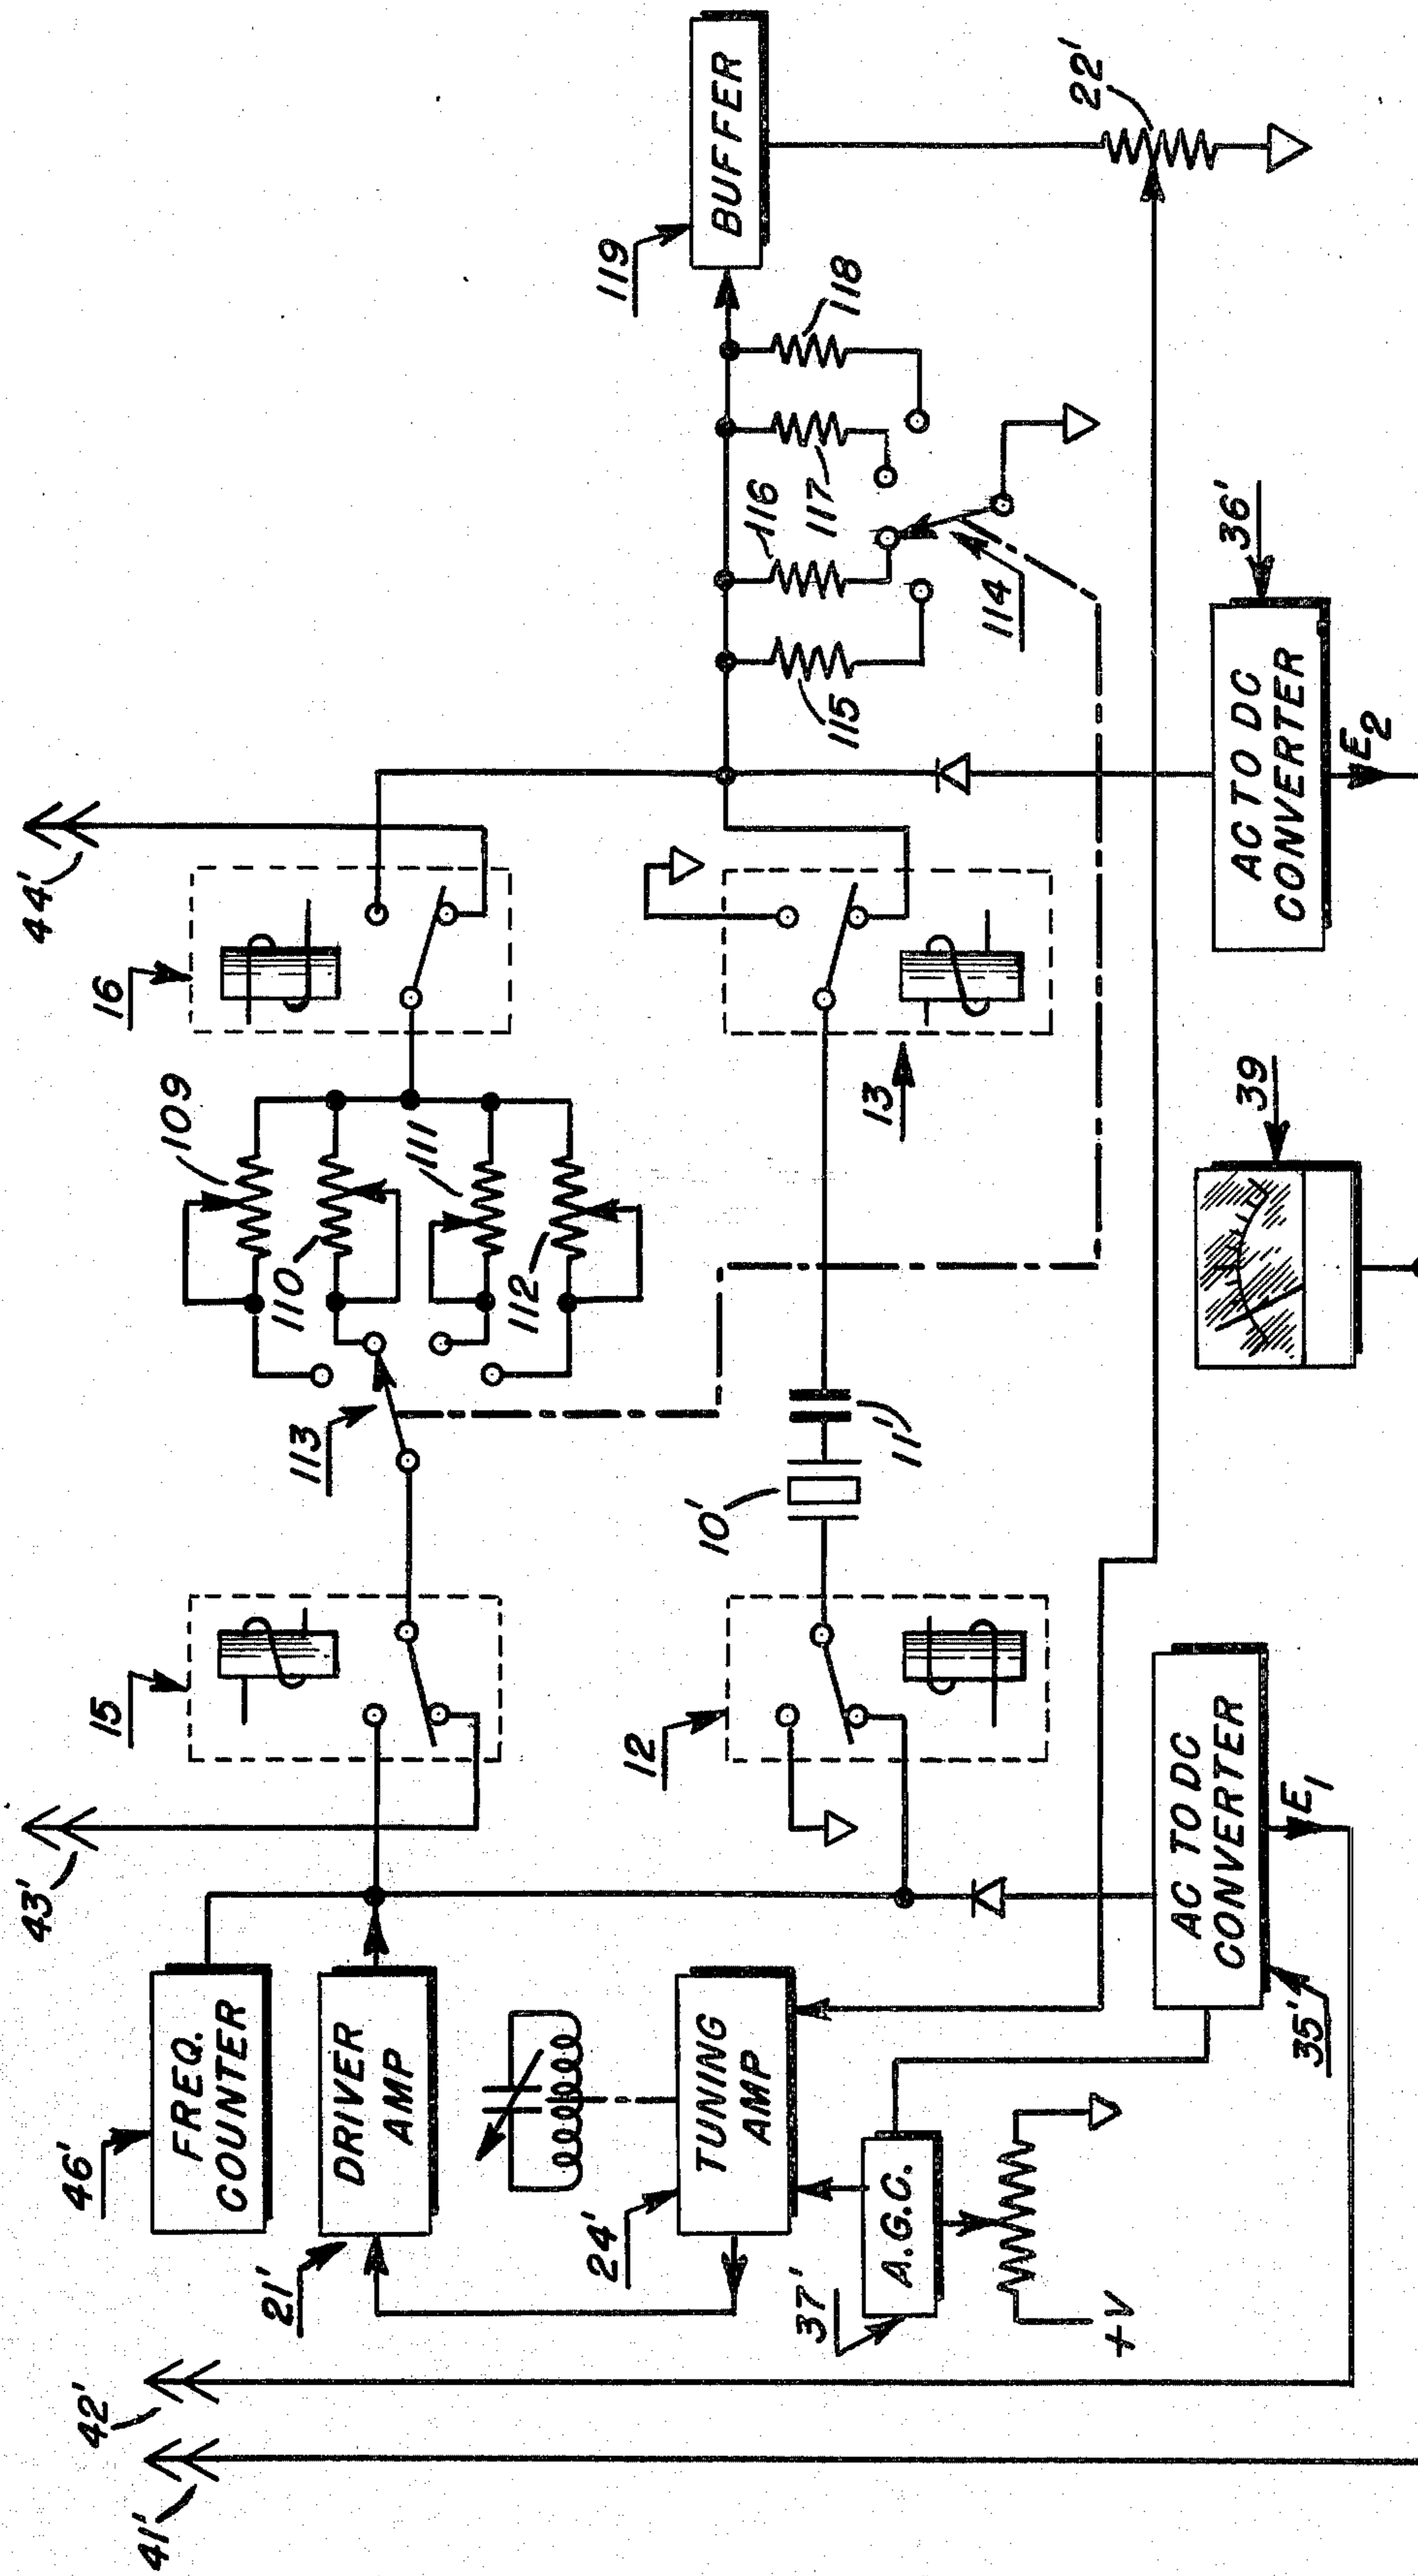 44'
43'
42'
41'
16
15
109
110
111
112
113
46'
FREQ.
COUNTER
21'
DRIVER
AMP
24'
TUNING
AMP
37'
A.G.C.
+V
10'
11'
12
13
119
BUFFER
118
117
116
115
114
22'
36'
AC TO DC
CONVERTER
E2
39
35'
AC TO DC
CONVERTER
E1